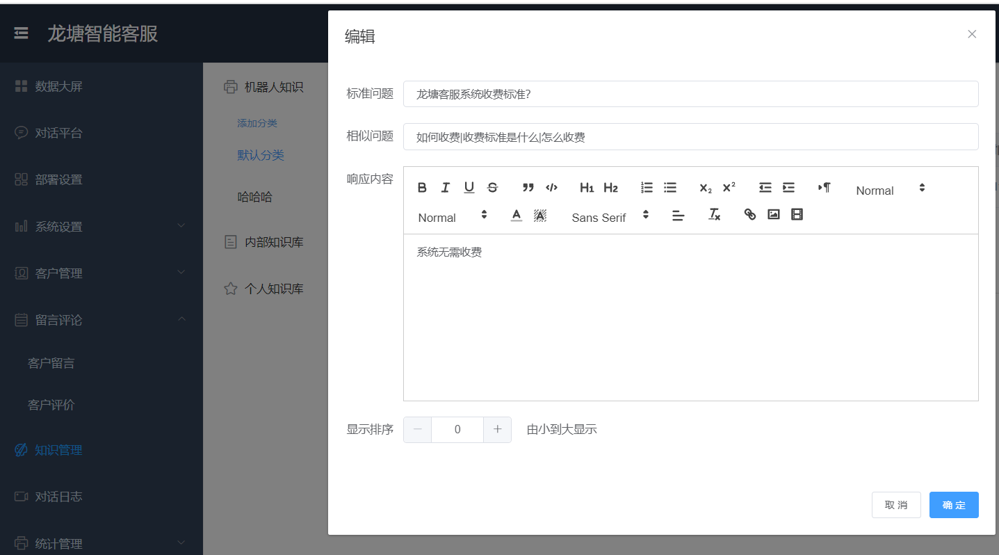 龙塘智能客服
数据大屏
对话平台
部署设置
系统设置
客户管理
留言评论
客户留言
客户评价
知识管理
对话日志
统计管理
机器人知识
添加分类
默认分类
哈哈哈
内部知识库
个人知识库
编辑
标准问题 龙塘客服系统收费标准?
相似问题 如何收费|收费标准是什么|怎么收费
响应内容
B I U S H1 H2 X2 X2 Normal
Normal A A Sans Serif Tx
系统无需收费
显示排序 0 由小到大显示
取消 确定